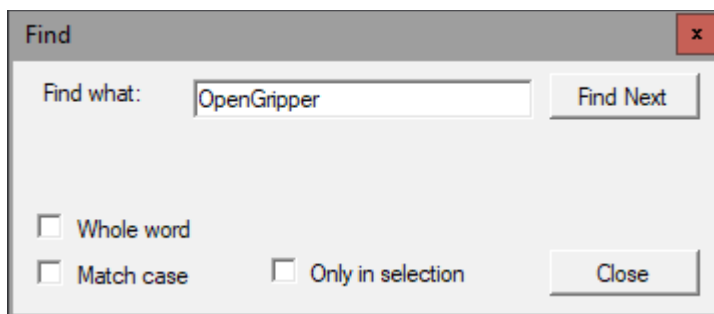 Find
x
Find what: OpenGripper Find Next
Whole word
Match case Only in selection Close